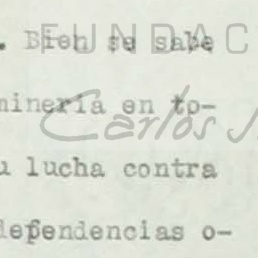 . Bien se sabe
minería en to-
u lucha contra
dependencias o-
FUNDAC
Carlos